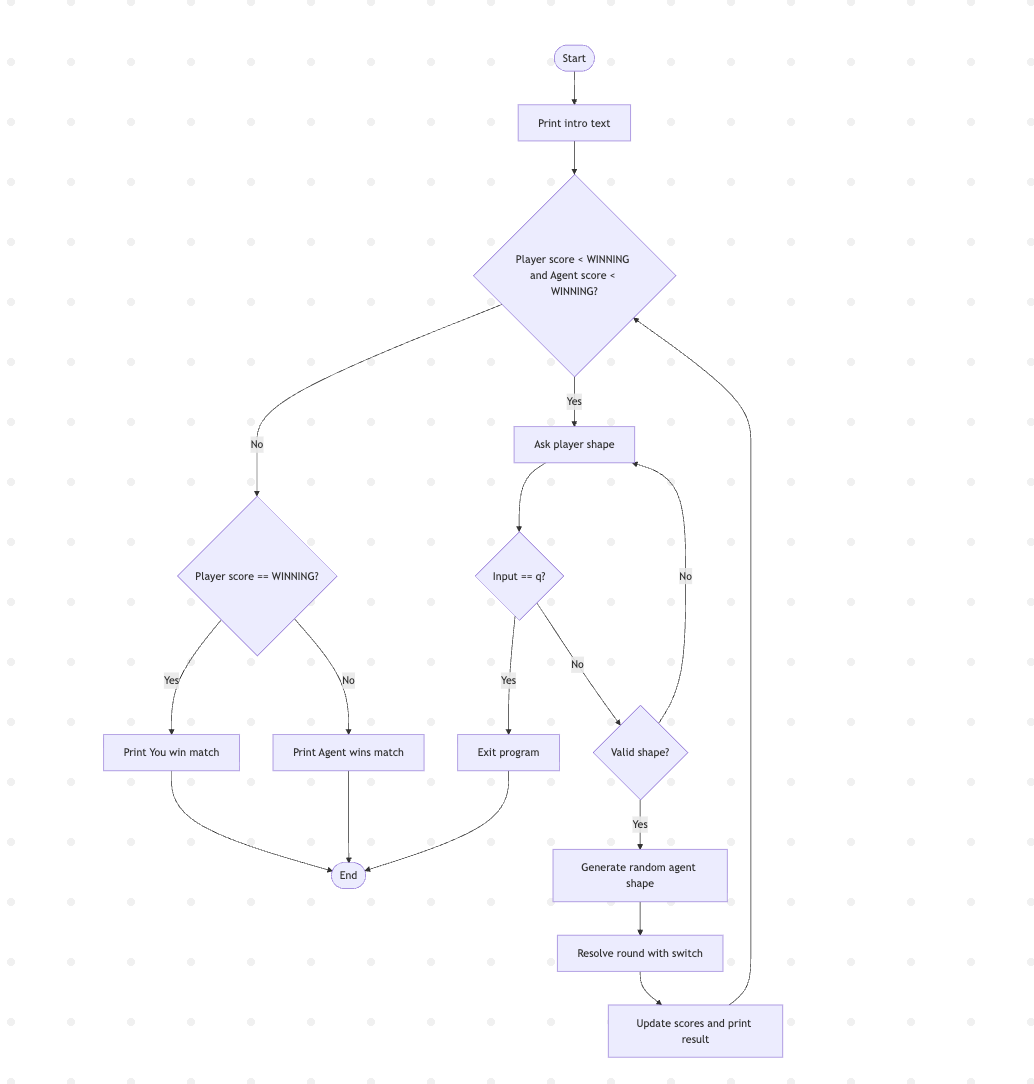 Start
Print intro text
Player score < WINNING
and Agent score <
WINNING?
Yes
No
Ask player shape
Player score == WINNING?
Input == q?
No
No
Yes
No
Yes
Print You win match
Print Agent wins match
Exit program
Valid shape?
Yes
Generate random agent
shape
End
Resolve round with switch
Update scores and print
result